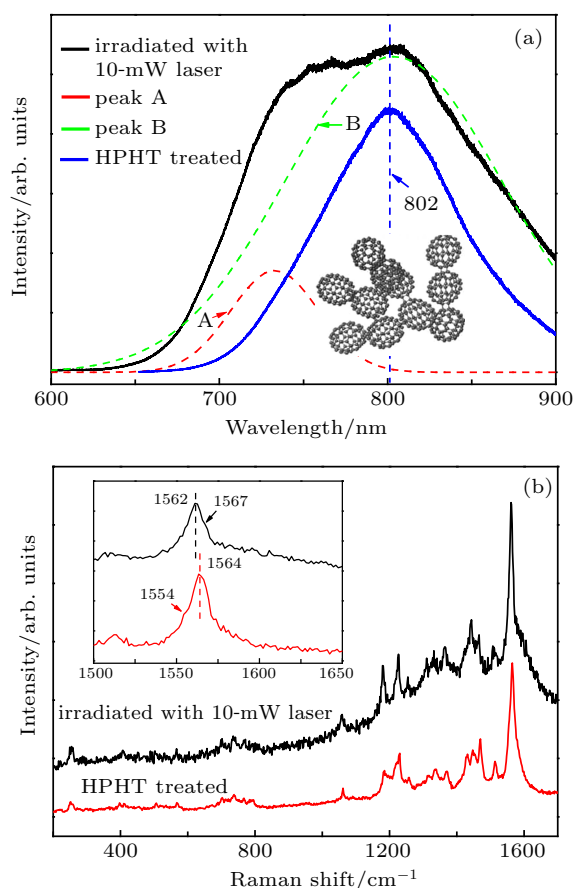 (a)
irradiated with
10-mW laser
peak A
peak B
HPHT treated
B
802
A
Intensity/arb. units
600
700
800
900
Wavelength/nm
(b)
1562
1567
1564
1554
1500
1550
1600
1650
irradiated with 10-mW laser
HPHT treated
Intensity/arb. units
400
800
1200
1600
Raman shift/cm⁻¹